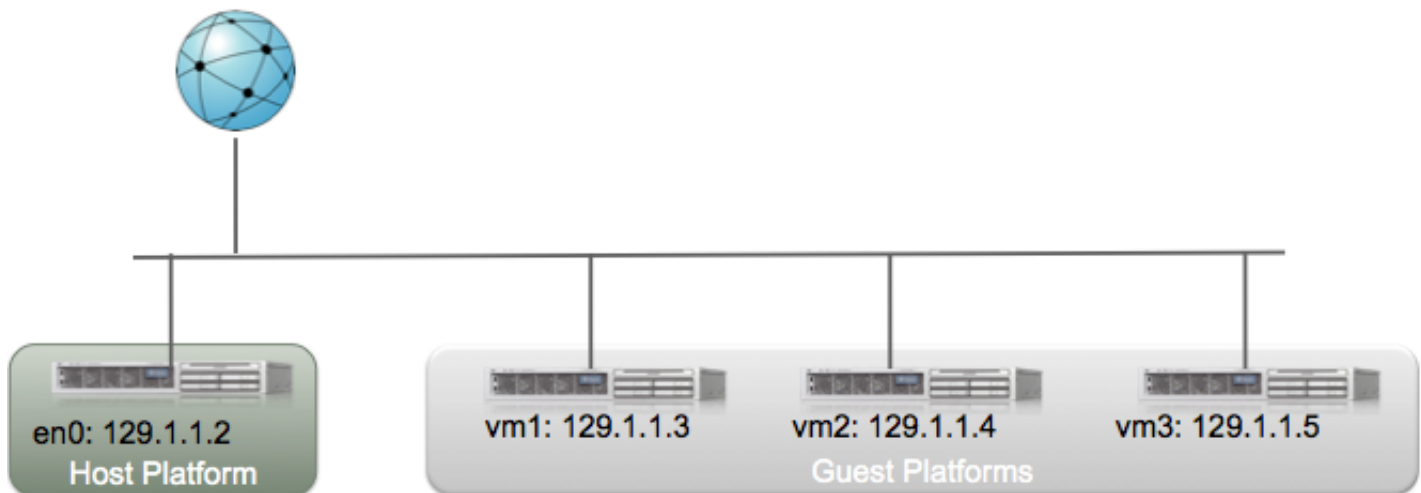 en0: 129.1.1.2
Host Platform
vm1: 129.1.1.3
vm2: 129.1.1.4
vm3: 129.1.1.5
Guest Platforms